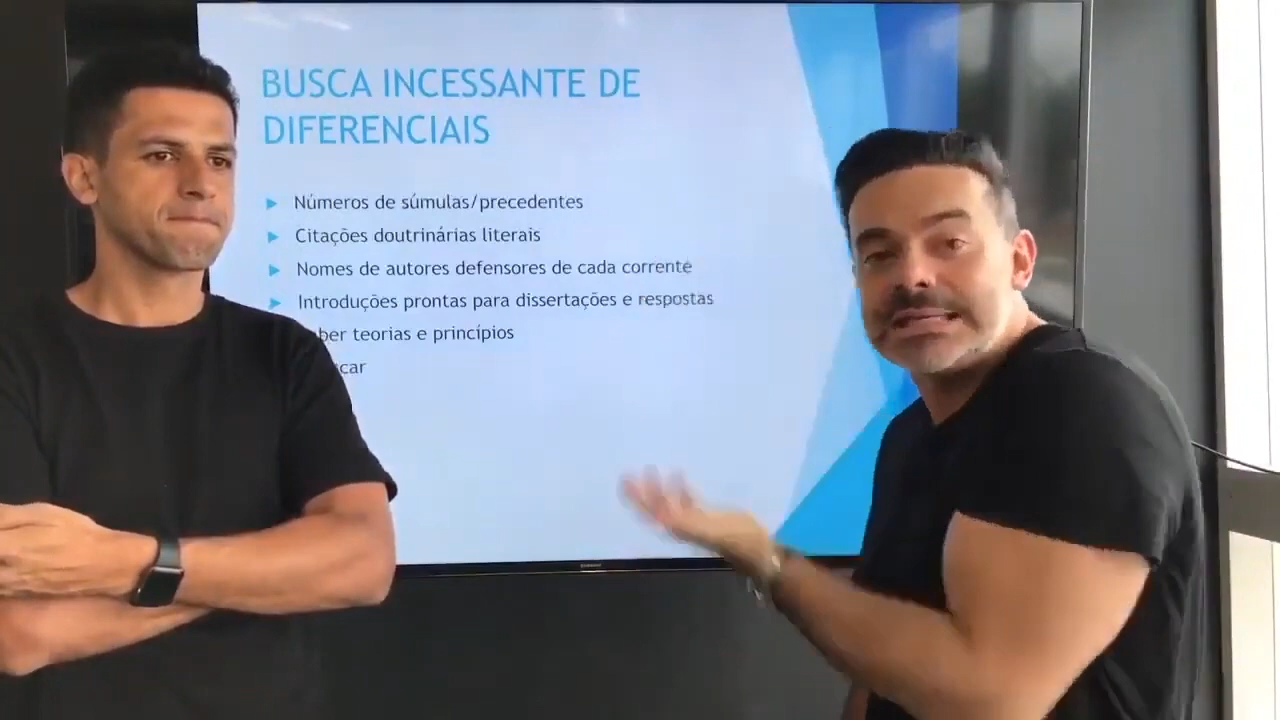 BUSCA INCESSANTE DE
DIFERENCIAIS
Números de súmulas/precedentes
Citações doutrinárias literais
Nomes de autores defensores de cada corrente
Introduções prontas para dissertações e respostas
teorias e princípios